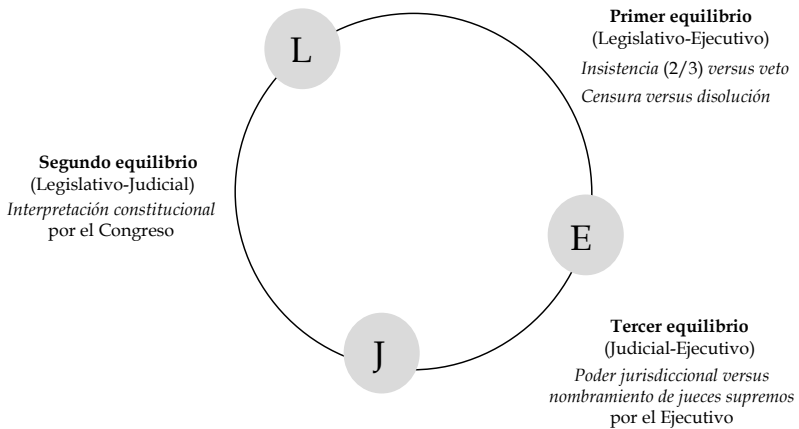 Primer equilibrio
(Legislativo-Ejecutivo)
Insistencia (2/3) versus veto
Censura versus disolución
L
Segundo equilibrio
(Legislativo-Judicial)
Interpretación constitucional
por el Congreso
E
J
Tercer equilibrio
(Judicial-Ejecutivo)
Poder jurisdiccional versus
nombramiento de jueces supremos
por el Ejecutivo